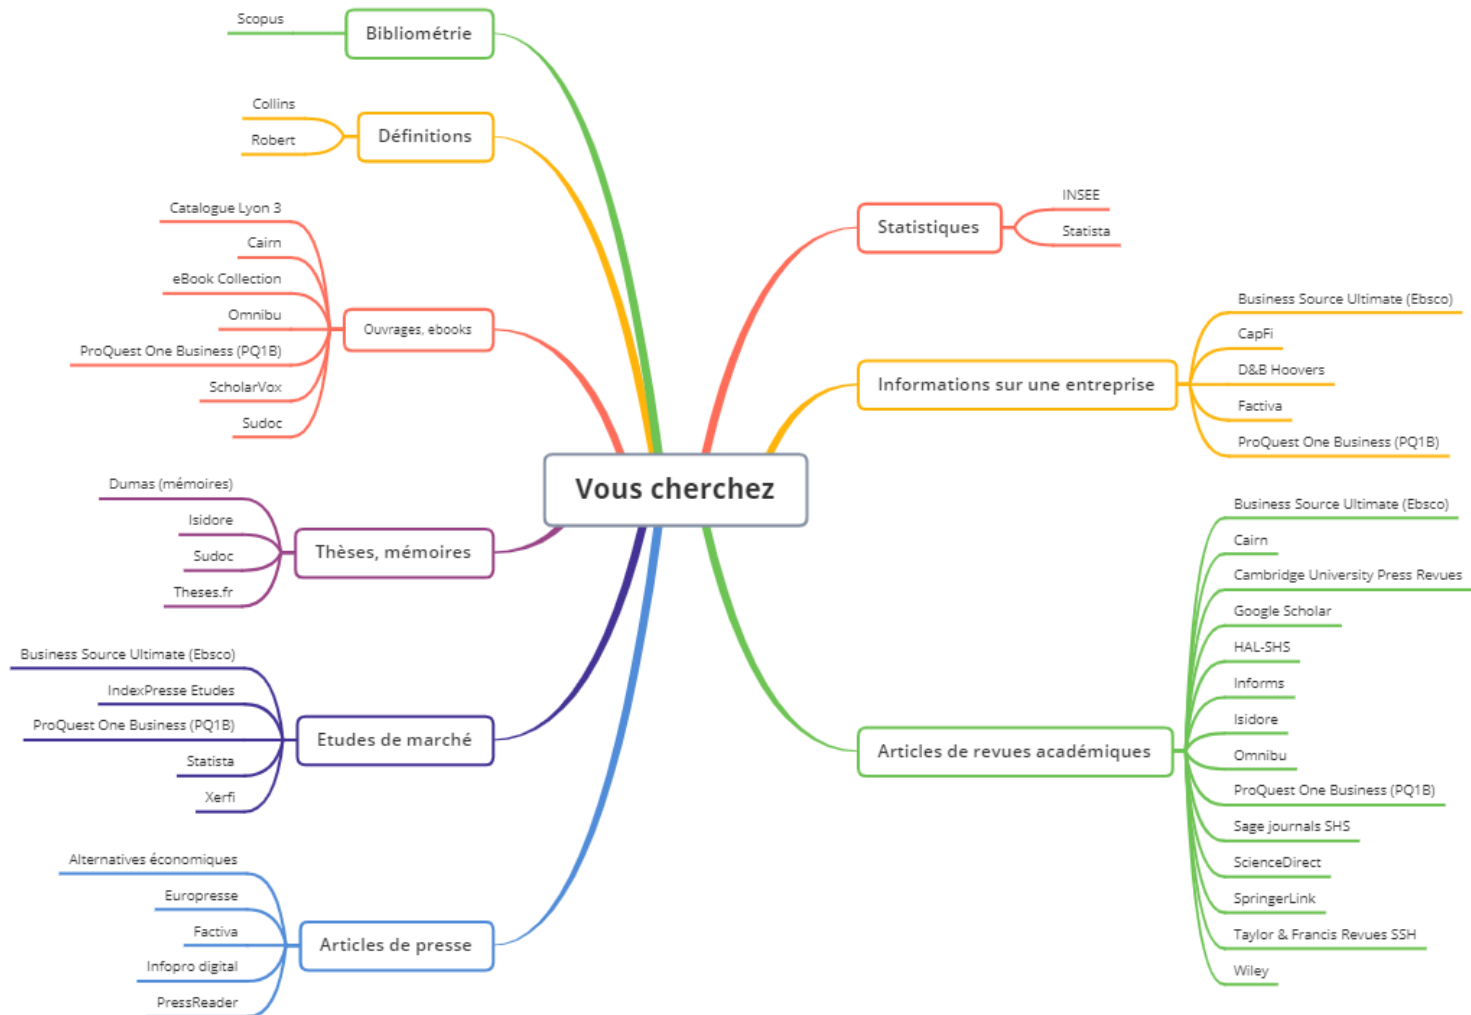 Vous cherchez
Bibliométrie
Scopus
Définitions
Collins
Robert
Ouvrages, ebooks
Catalogue Lyon 3
Cairn
eBook Collection
Omnibu
ProQuest One Business (PQ1B)
ScholarVox
Sudoc
Thèses, mémoires
Dumas (mémoires)
Isidore
Sudoc
Theses.fr
Etudes de marché
Business Source Ultimate (Ebsco)
IndexPresse Etudes
ProQuest One Business (PQ1B)
Statista
Xerfi
Articles de presse
Alternatives économiques
Europresse
Factiva
Infopro digital
PressReader
Statistiques
INSEE
Statista
Informations sur une entreprise
Business Source Ultimate (Ebsco)
CapFi
D&B Hoovers
Factiva
ProQuest One Business (PQ1B)
Articles de revues académiques
Business Source Ultimate (Ebsco)
Cairn
Cambridge University Press Revues
Google Scholar
HAL-SHS
Informs
Isidore
Omnibu
ProQuest One Business (PQ1B)
Sage journals SHS
ScienceDirect
SpringerLink
Taylor & Francis Revues SSH
Wiley